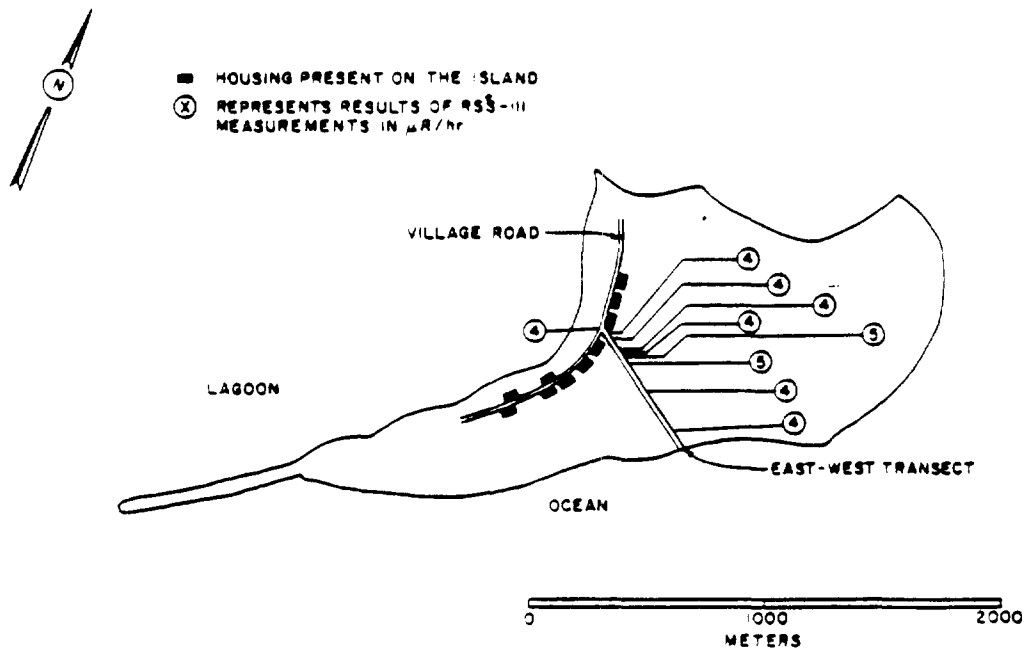 N
HOUSING PRESENT ON THE ISLAND
X REPRESENTS RESULTS OF RSS-111
MEASUREMENTS IN μR/hr
VILLAGE ROAD
4
4
4
4
4
5
5
4
4
LAGOON
EAST-WEST TRANSECT
OCEAN
0 1000 2000
METERS